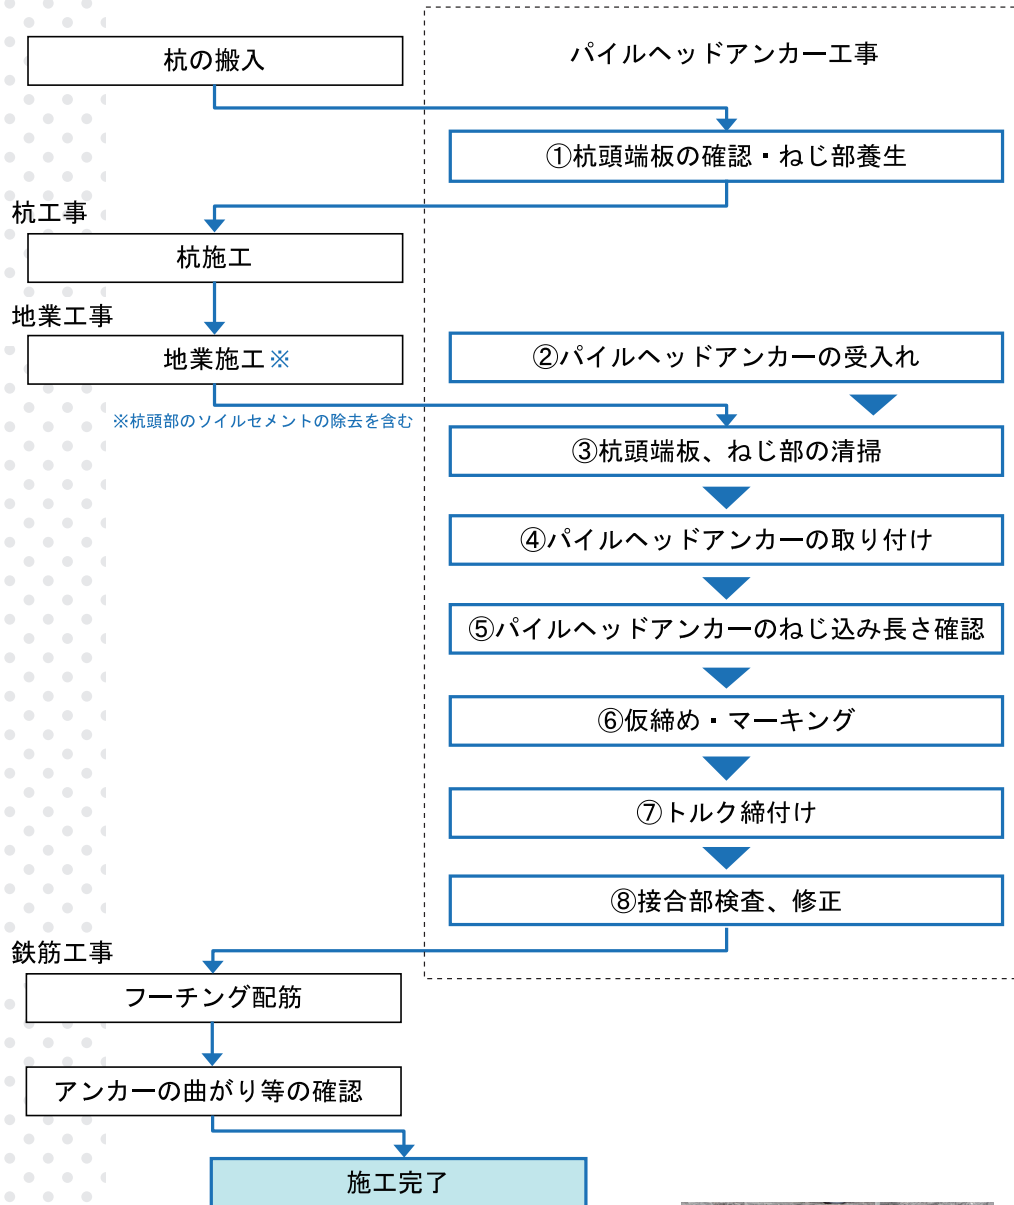 パイルヘッドアンカー工事
杭の搬入
①杭頭端板の確認・ねじ部養生
杭工事
杭施工
地業工事
地業施工※
※杭頭部のソイルセメントの除去を含む
②パイルヘッドアンカーの受入れ
③杭頭端板、ねじ部の清掃
④パイルヘッドアンカーの取り付け
⑤パイルヘッドアンカーのねじ込み長さ確認
⑥仮締め・マーキング
⑦トルク締付け
⑧接合部検査、修正
鉄筋工事
フーチング配筋
アンカーの曲がり等の確認
施工完了